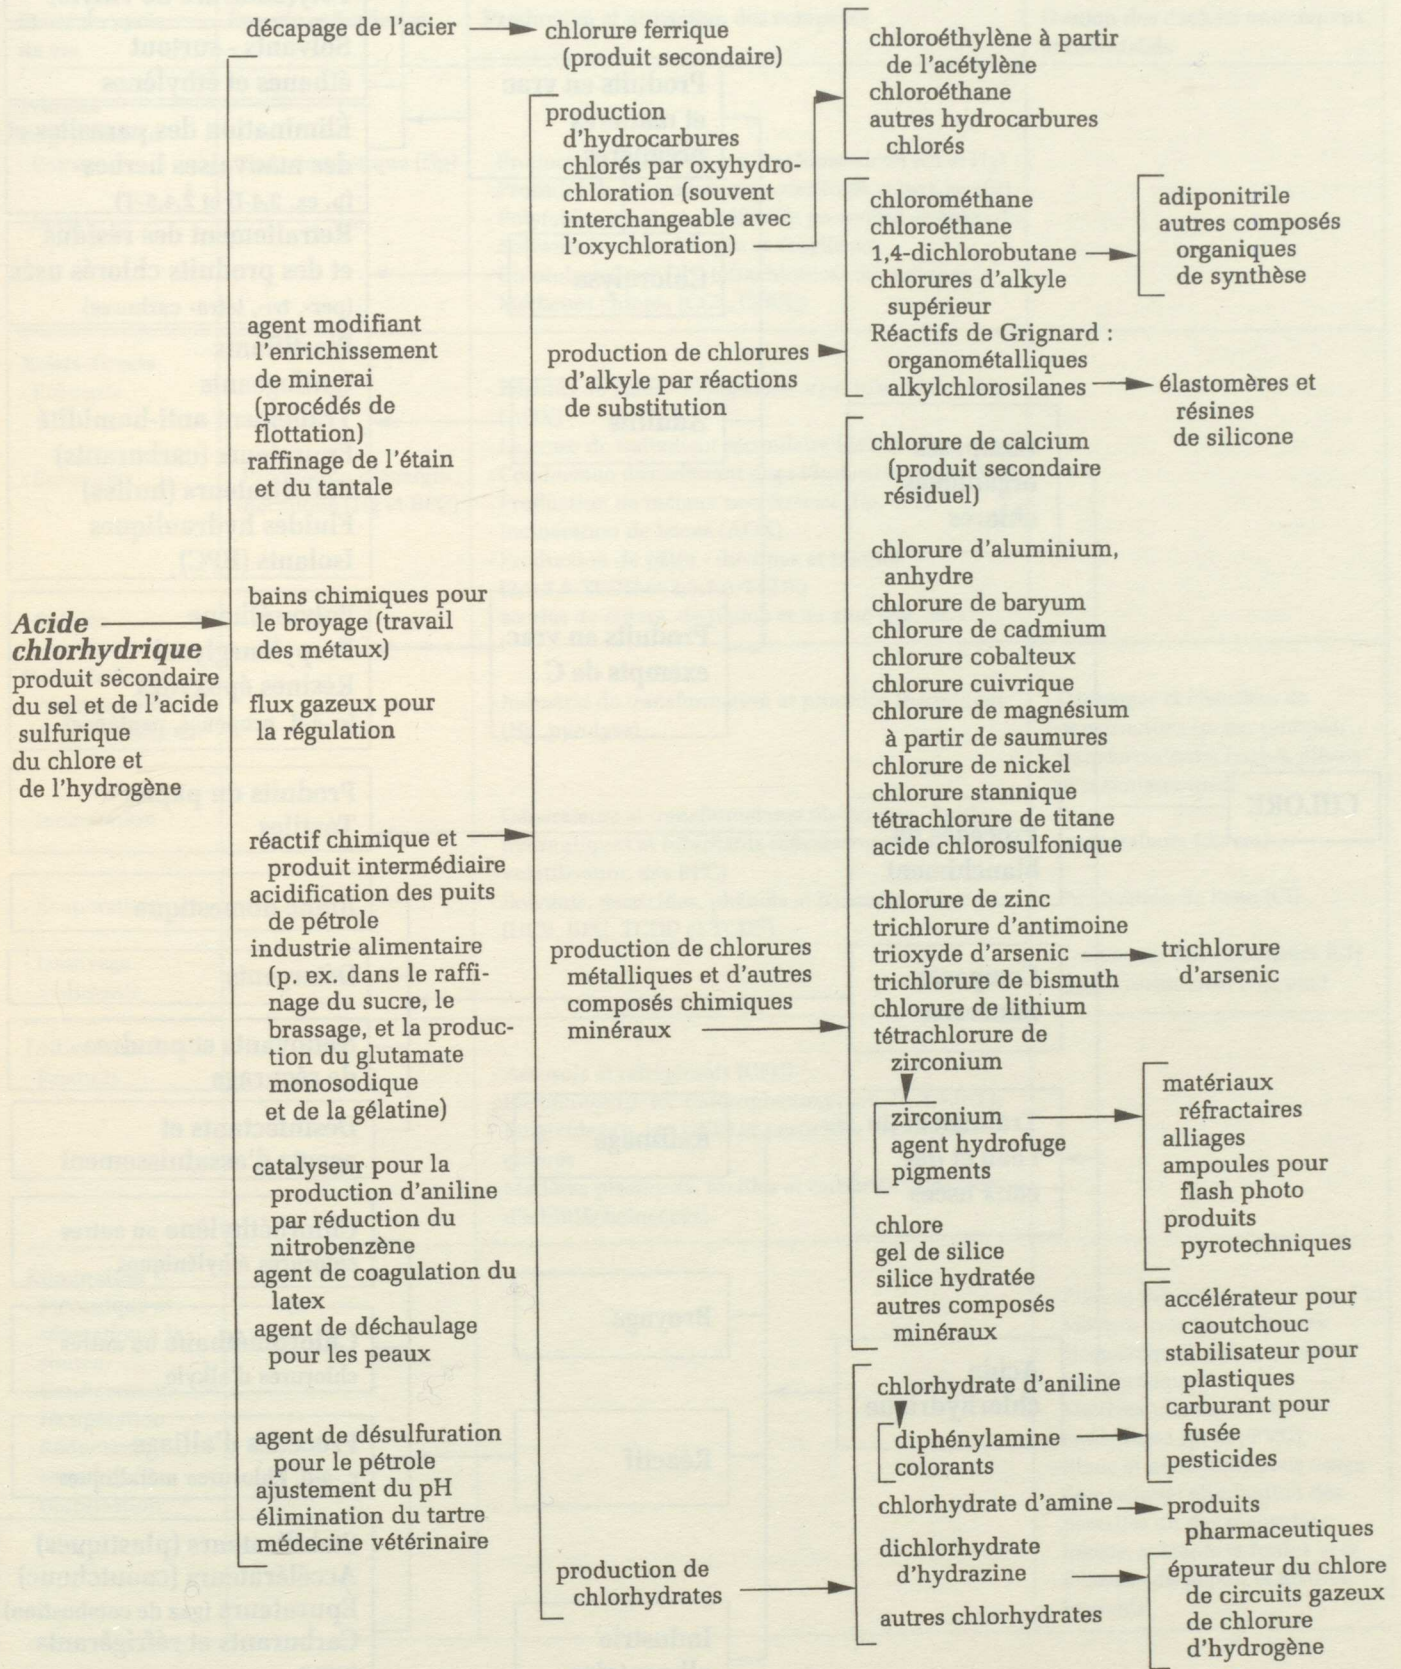 Acide
chlorhydrique
produit secondaire
du sel et de l'acide
sulfurique
du chlore et
de l'hydrogène
décapage de l'acier
agent modifiant
l'enrichissement
de minerai
(procédés de
flottation)
raffinage de l'étain
et du tantale
bains chimiques pour
le broyage (travail
des métaux)
flux gazeux pour
la régulation
réactif chimique et
produit intermédiaire
acidification des puits
de pétrole
industrie alimentaire
(p. ex. dans le raffi-
nage du sucre, le
brassage, et la produc-
tion du glutamate
monosodique
et de la gélatine)
catalyseur pour la
production d'aniline
par réduction du
nitrobenzène
agent de coagulation du
latex
agent de déchaulage
pour les peaux
agent de désulfuration
pour le pétrole
ajustement du pH
élimination du tartre
médecine vétérinaire
chlorure ferrique
(produit secondaire)
production
d'hydrocarbures
chlorés par oxyhydro-
chloration (souvent
interchangeable avec
l'oxychloration)
production de chlorures
d'alkyle par réactions
de substitution
production de chlorures
métalliques et d'autres
composés chimiques
minéraux
production de
chlorhydrates
chloroéthylène à partir
de l'acétylène
chloroéthane
autres hydrocarbures
chlorés
chlorométhane
chloroéthane
1,4-dichlorobutane
chlorures d'alkyle
supérieur
Réactifs de Grignard :
organométalliques
alkylchlorosilanes
chlorure de calcium
(produit secondaire
résiduel)
chlorure d'aluminium,
anhydre
chlorure de baryum
chlorure de cadmium
chlorure cobalteux
chlorure cuivrique
chlorure de magnésium
à partir de saumures
chlorure de nickel
chlorure stannique
tétrachlorure de titane
acide chlorosulfonique
chlorure de zinc
trichlorure d'antimoine
trioxyde d'arsenic
trichlorure de bismuth
chlorure de lithium
tétrachlorure de
zirconium
zirconium
agent hydrofuge
pigments
chlore
gel de silice
silice hydratée
autres composés
minéraux
chlorhydrate d'aniline
diphénylamine
colorants
chlorhydrate d'amine
dichlorhydrate
d'hydrazine
autres chlorhydrates
adiponitrile
autres composés
organiques
de synthèse
élastomères et
résines
de silicone
trichlorure
d'arsenic
matériaux
réfractaires
alliages
ampoules pour
flash photo
produits
pyrotechniques
accélérateur pour
caoutchouc
stabilisateur pour
plastiques
carburant pour
fusée
pesticides
produits
pharmaceutiques
épurateur du chlore
de circuits gazeux
de chlorure
d'hydrogène